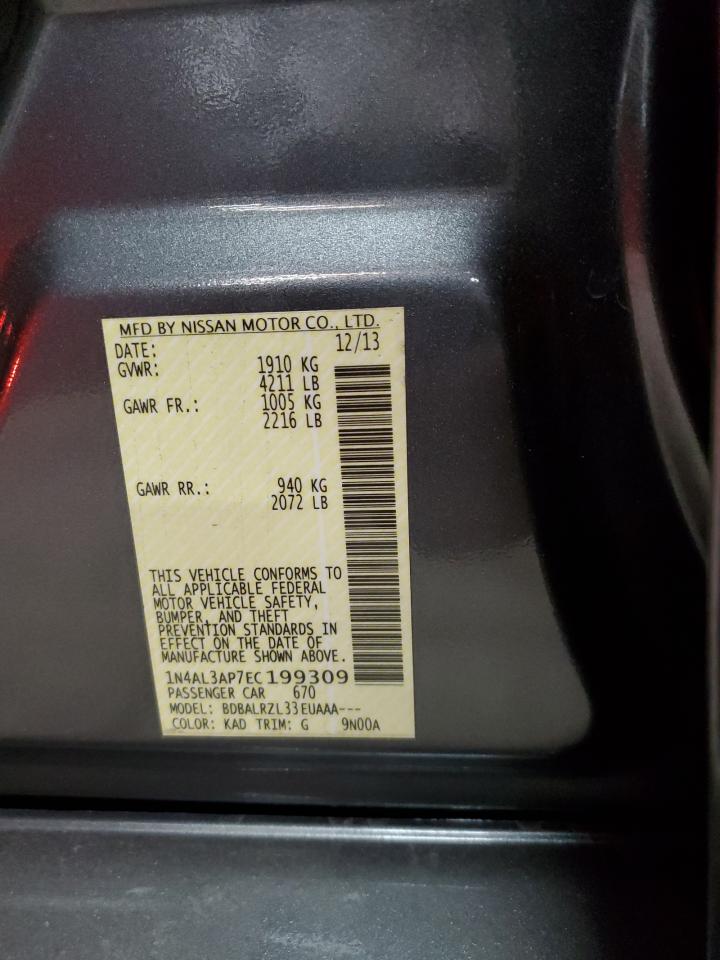 MFD BY NISSAN MOTOR CO., LTD.
DATE: 12/13
GVWR: 1910 KG
4211 LB
GAWR FR.: 1005 KG
2216 LB
GAWR RR.: 940 KG
2072 LB
THIS VEHICLE CONFORMS TO
ALL APPLICABLE FEDERAL
MOTOR VEHICLE SAFETY,
BUMPER, AND THEFT
PREVENTION STANDARDS IN
EFFECT ON THE DATE OF
MANUFACTURE SHOWN ABOVE.
1N4AL3AP7EC199309
PASSENGER CAR 670
MODEL: BDBALRZL33EUAAA---
COLOR: KAD TRIM: G 9N00A